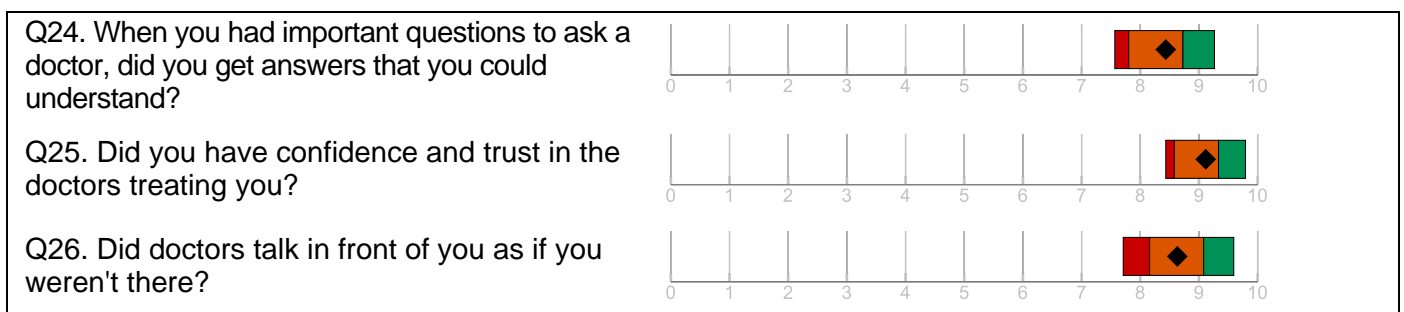 Q24. When you had important questions to ask a
doctor, did you get answers that you could
understand?
0 1 2 3 4 5 6 7 8 9 10
Q25. Did you have confidence and trust in the
doctors treating you?
0 1 2 3 4 5 6 7 8 9 10
Q26. Did doctors talk in front of you as if you
weren't there?
0 1 2 3 4 5 6 7 8 9 10